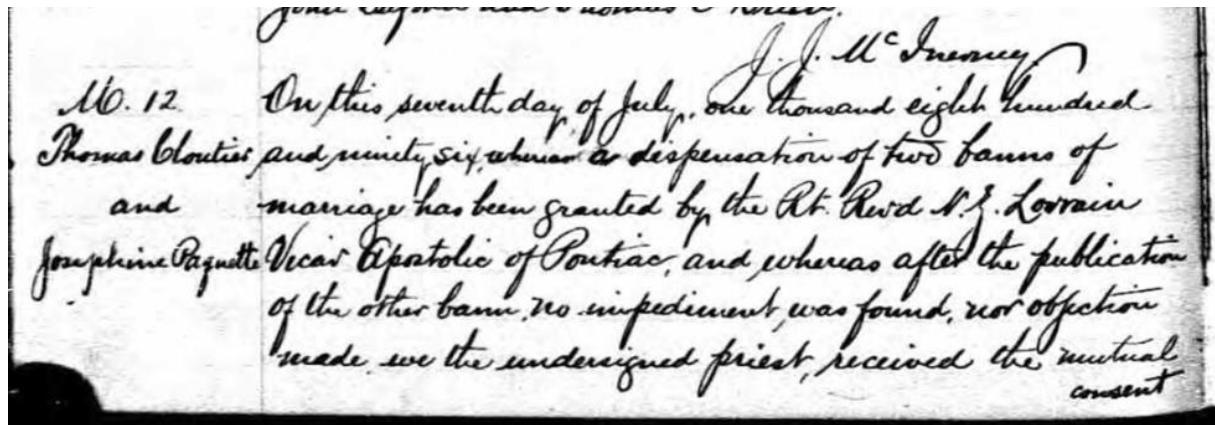 John and Thomas
J. J. McInerney
M. 12
Thomas Cloutier
and
Josephine Paquette
On this seventh day of July, one thousand eight hundred
and ninety six, whereas a dispensation of two banns of
marriage has been granted by the Rt. Revd N. Z. Lorrain
Vicar Apostolic of Pontiac, and whereas after the publication
of the other bann, no impediment, was found, nor objection
made, we the undersigned priest, received the mutual
consent